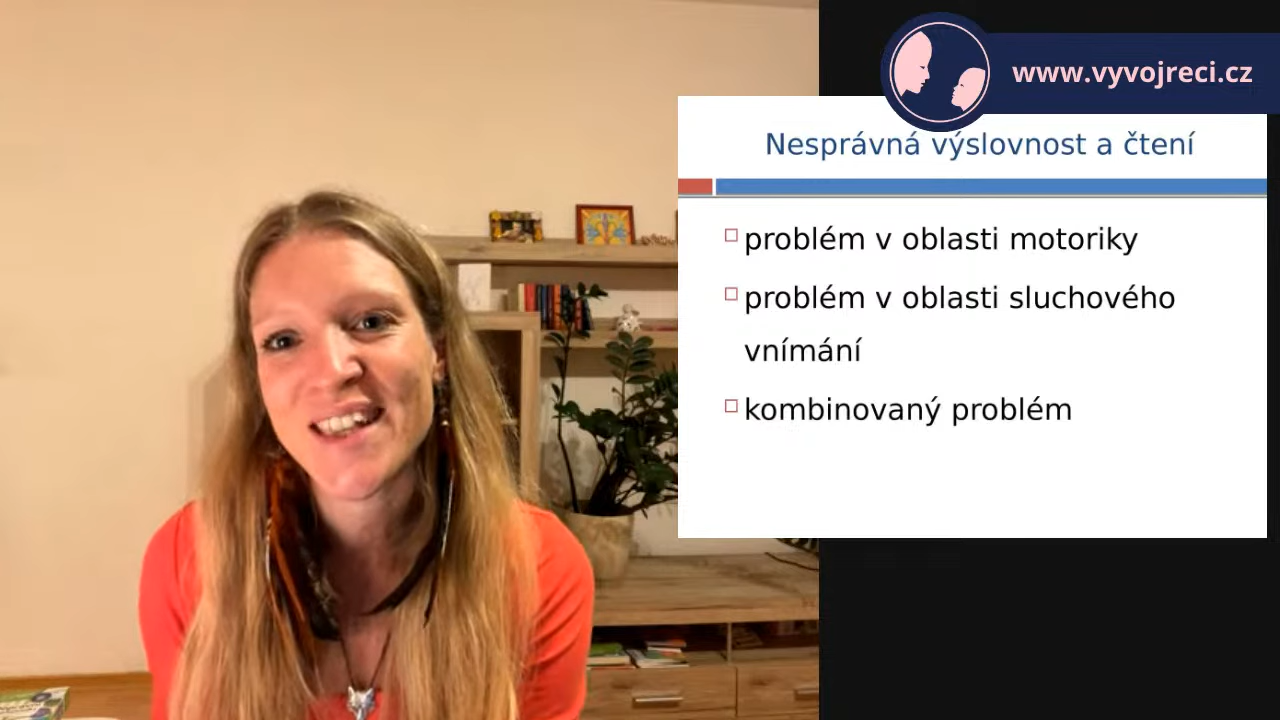 www.vyvojreci.cz
Nesprávná výslovnost a čtení
problém v oblasti motoriky
problém v oblasti sluchového
vnímání
kombinovaný problém